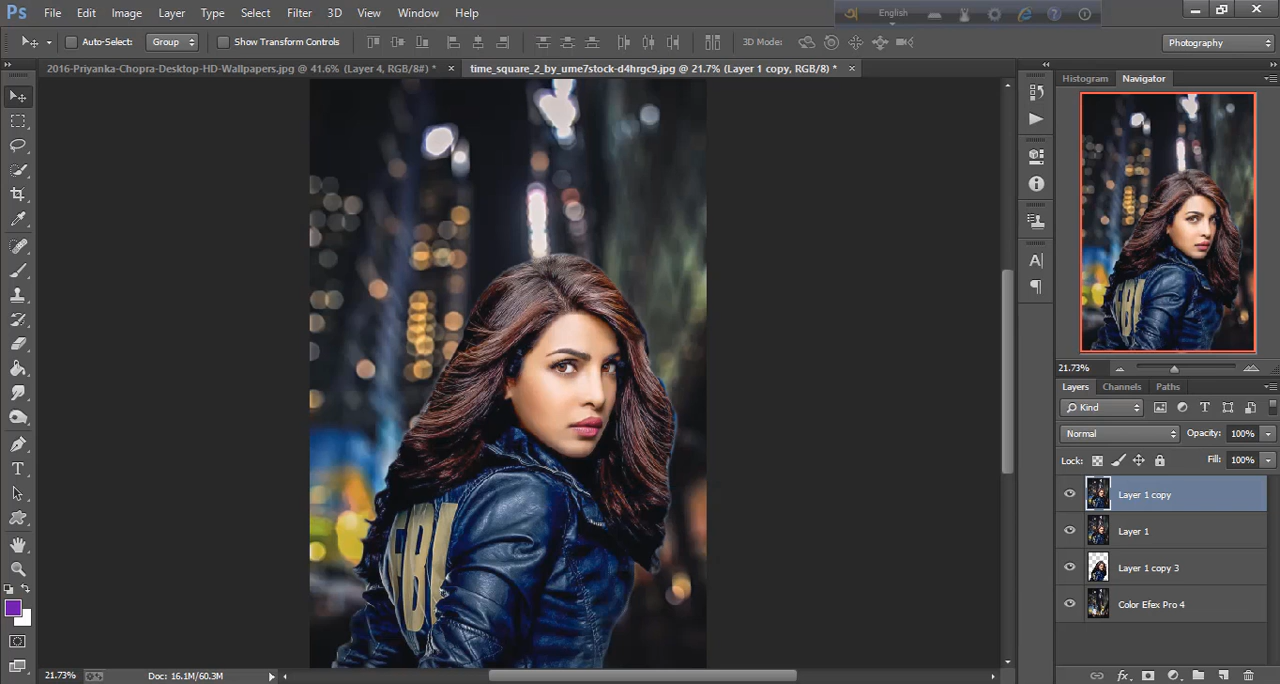 Ps File Edit Image Layer Type Select Filter 3D View Window Help
English
Auto-Select: Group Show Transform Controls 3D Mode: Photography
2016-Priyanka-Chopra-Desktop-HD-Wallpapers.jpg @ 41.6% (Layer 4, RGB/8#) * × time_square_2_by_ume7stock-d4hrgc9.jpg @ 21.7% (Layer 1 copy, RGB/8) * ×
Histogram Navigator
21.73%
Layers Channels Paths
Kind
Normal Opacity: 100%
Lock: Fill: 100%
Layer 1 copy
Layer 1
Layer 1 copy 3
Color Efex Pro 4
FBI
21.73% Doc: 16.1M/60.3M